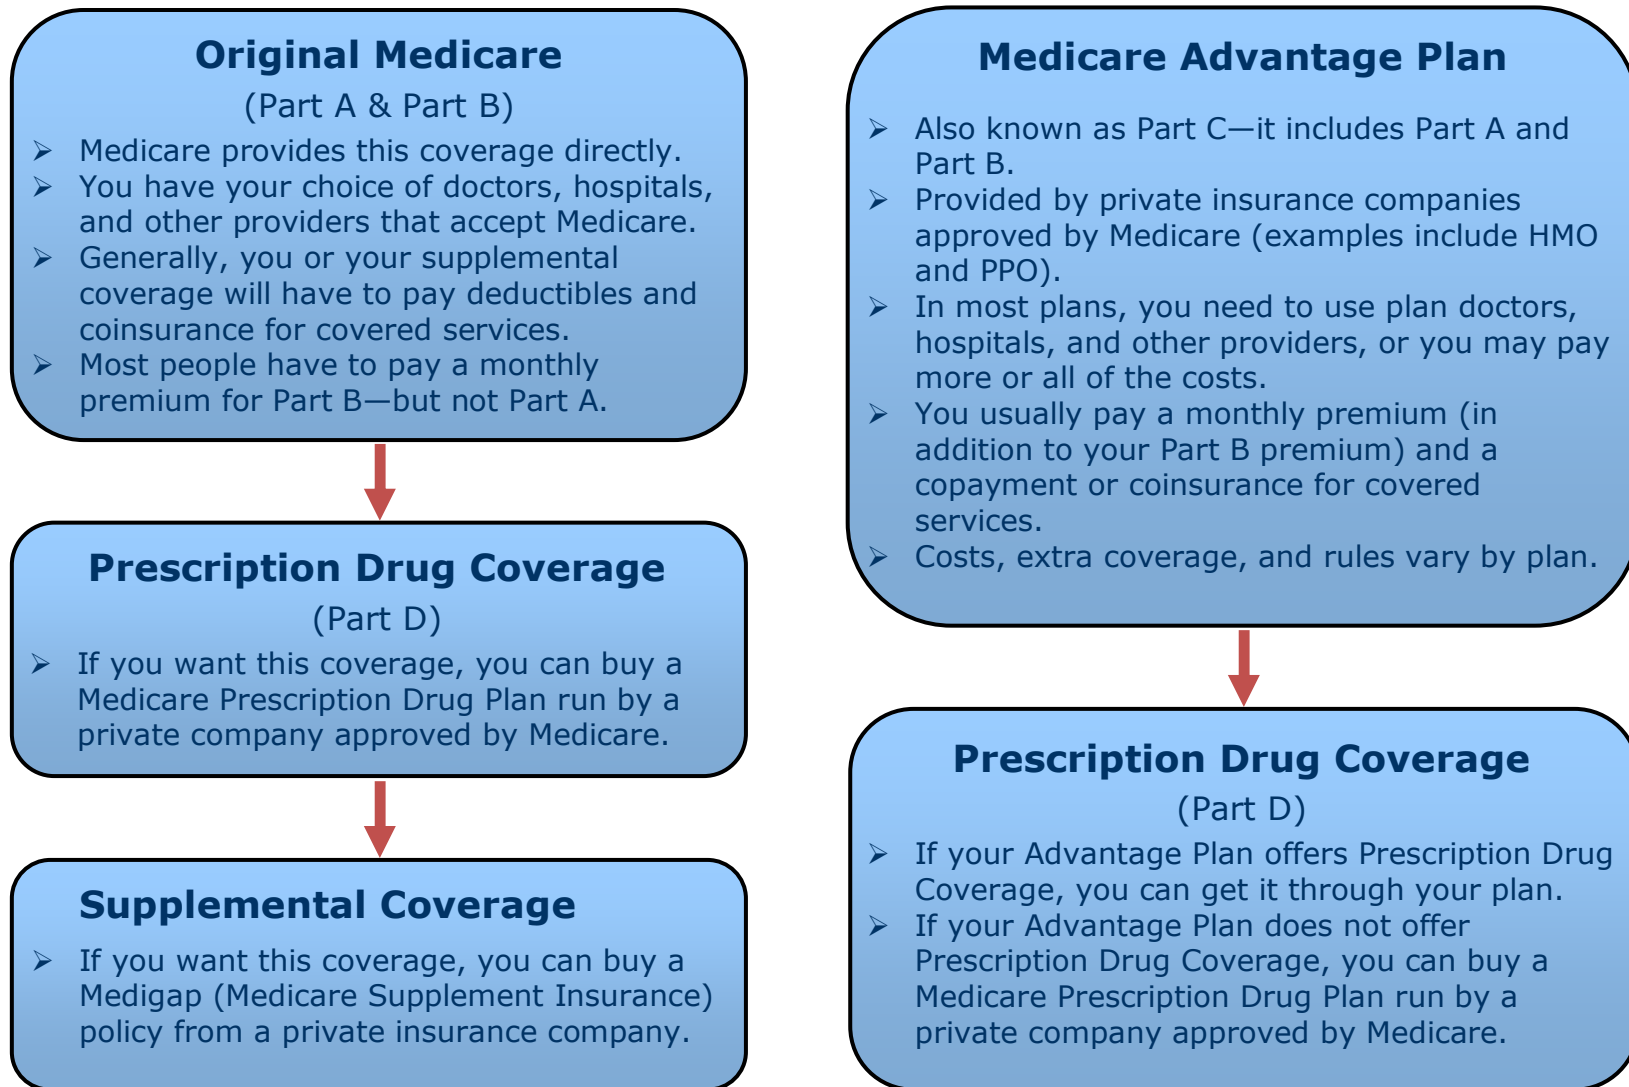 Original Medicare
(Part A & Part B)
➢ Medicare provides this coverage directly.
➢ You have your choice of doctors, hospitals,
and other providers that accept Medicare.
➢ Generally, you or your supplemental
coverage will have to pay deductibles and
coinsurance for covered services.
➢ Most people have to pay a monthly
premium for Part B—but not Part A.
Prescription Drug Coverage
(Part D)
➢ If you want this coverage, you can buy a
Medicare Prescription Drug Plan run by a
private company approved by Medicare.
Supplemental Coverage
➢ If you want this coverage, you can buy a
Medigap (Medicare Supplement Insurance)
policy from a private insurance company.
Medicare Advantage Plan
➢ Also known as Part C—it includes Part A and
Part B.
➢ Provided by private insurance companies
approved by Medicare (examples include HMO
and PPO).
➢ In most plans, you need to use plan doctors,
hospitals, and other providers, or you may pay
more or all of the costs.
➢ You usually pay a monthly premium (in
addition to your Part B premium) and a
copayment or coinsurance for covered
services.
➢ Costs, extra coverage, and rules vary by plan.
Prescription Drug Coverage
(Part D)
➢ If your Advantage Plan offers Prescription Drug
Coverage, you can get it through your plan.
➢ If your Advantage Plan does not offer
Prescription Drug Coverage, you can buy a
Medicare Prescription Drug Plan run by a
private company approved by Medicare.